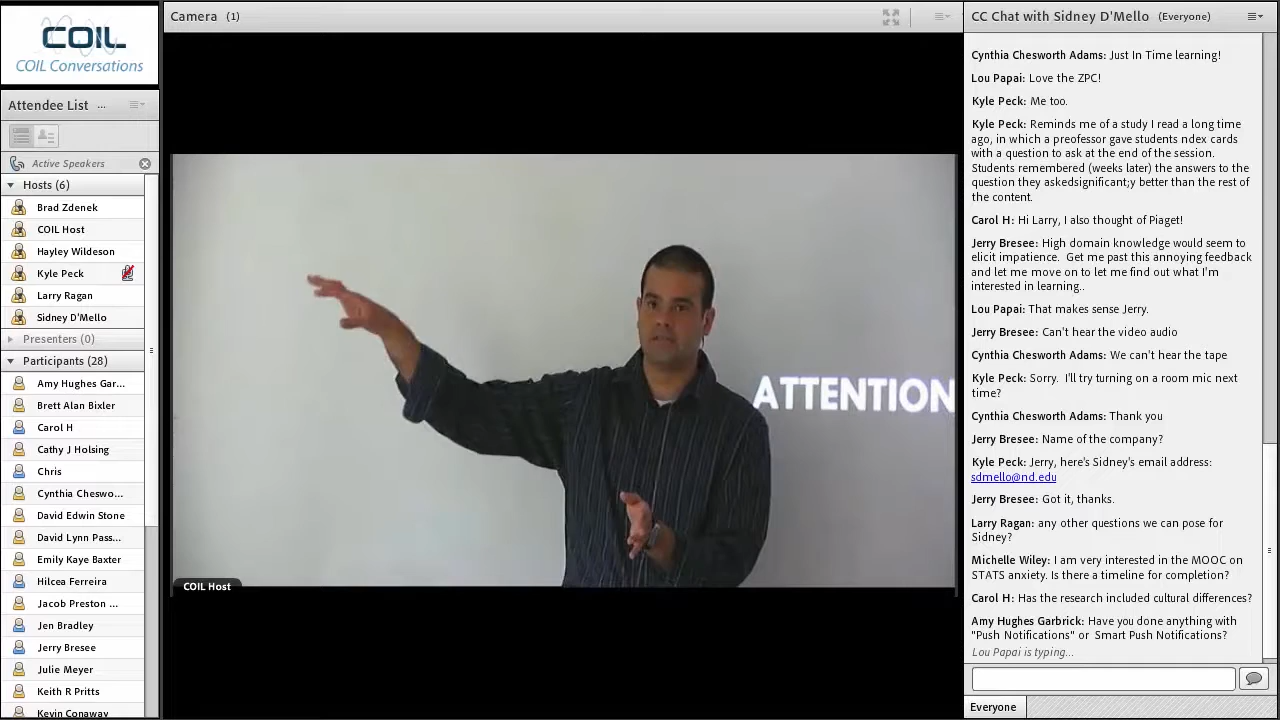 COIL
COIL Conversations
Attendee List ...
Active Speakers
Hosts (6)
Brad Zdenek
COIL Host
Hayley Wildeson
Kyle Peck
Larry Ragan
Sidney D'Mello
Presenters (0)
Participants (28)
Amy Hughes Gar...
Brett Alan Bixler
Carol H
Cathy J Holsing
Chris
Cynthia Cheswo...
David Edwin Stone
David Lynn Pass...
Emily Kaye Baxter
Hilcea Ferreira
Jacob Preston ...
Jen Bradley
Jerry Bresee
Julie Meyer
Keith R Pritts
Kevin Conaway
Camera (1)
ATTENTION
COIL Host
CC Chat with Sidney D'Mello (Everyone)
Cynthia Chesworth Adams: Just In Time learning!
Lou Papai: Love the ZPC!
Kyle Peck: Me too.
Kyle Peck: Reminds me of a study I read a long time
ago, in which a preofessor gave students ndex cards
with a question to ask at the end of the session.
Students remembered (weeks later) the answers to the
question they askedsignificant;y better than the rest of
the content.
Carol H: Hi Larry, I also thought of Piaget!
Jerry Bresee: High domain knowledge would seem to
elicit impatience. Get me past this annoying feedback
and let me move on to let me find out what I'm
interested in learning..
Lou Papai: That makes sense Jerry.
Jerry Bresee: Can't hear the video audio
Cynthia Chesworth Adams: We can't hear the tape
Kyle Peck: Sorry. I'll try turning on a room mic next
time?
Cynthia Chesworth Adams: Thank you
Jerry Bresee: Name of the company?
Kyle Peck: Jerry, here's Sidney's email address:
sdmello@nd.edu
Jerry Bresee: Got it, thanks.
Larry Ragan: any other questions we can pose for
Sidney?
Michelle Wiley: I am very interested in the MOOC on
STATS anxiety. Is there a timeline for completion?
Carol H: Has the research included cultural differences?
Amy Hughes Garbrick: Have you done anything with
"Push Notifications" or Smart Push Notifications?
Lou Papai is typing...
Everyone